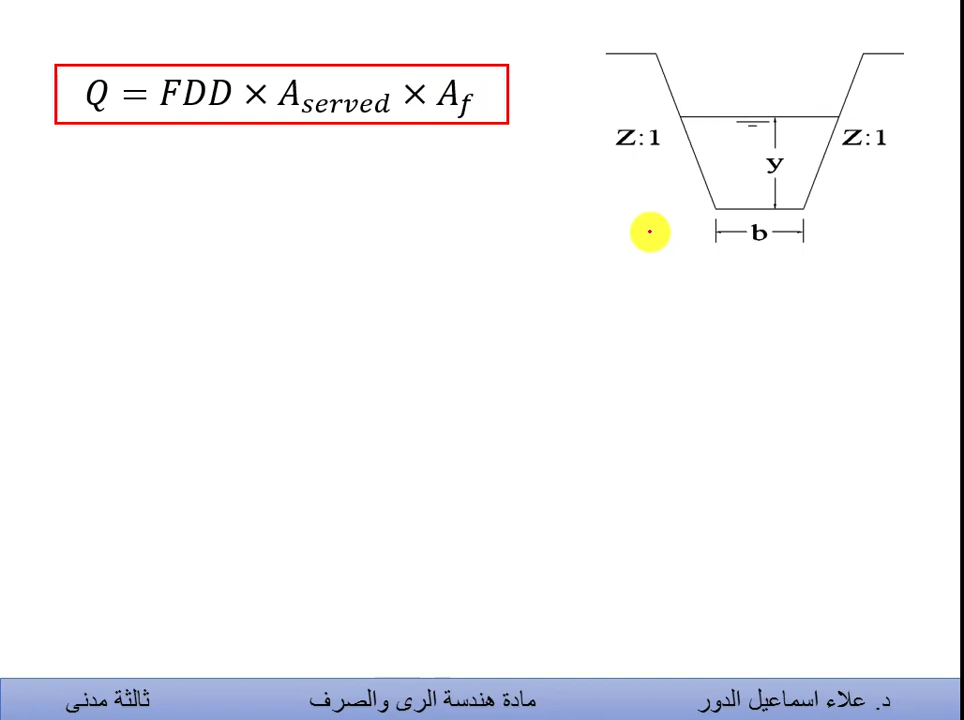 Q = FDD × A_served × A_f
Z:1
Z:1
y
b
د. علاء اسماعيل الدور
مادة هندسة الرى والصرف
ثالثة مدنى